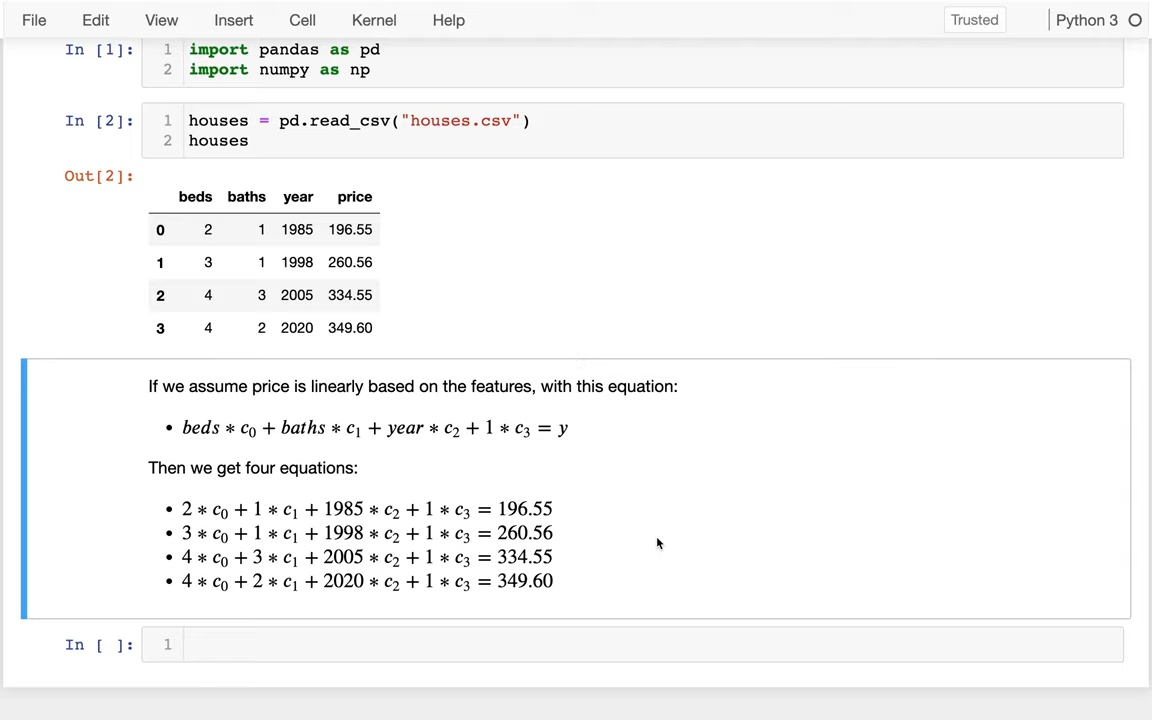 File Edit View Insert Cell Kernel Help Trusted Python 3
In [1]: 1 import pandas as pd
2 import numpy as np
In [2]: 1 houses = pd.read_csv("houses.csv")
2 houses
Out[2]:
beds baths year price
0 2 1 1985 196.55
1 3 1 1998 260.56
2 4 3 2005 334.55
3 4 2 2020 349.60
If we assume price is linearly based on the features, with this equation:
• beds * c₀ + baths * c₁ + year * c₂ + 1 * c₃ = y
Then we get four equations:
• 2 * c₀ + 1 * c₁ + 1985 * c₂ + 1 * c₃ = 196.55
• 3 * c₀ + 1 * c₁ + 1998 * c₂ + 1 * c₃ = 260.56
• 4 * c₀ + 3 * c₁ + 2005 * c₂ + 1 * c₃ = 334.55
• 4 * c₀ + 2 * c₁ + 2020 * c₂ + 1 * c₃ = 349.60
In [ ]: 1